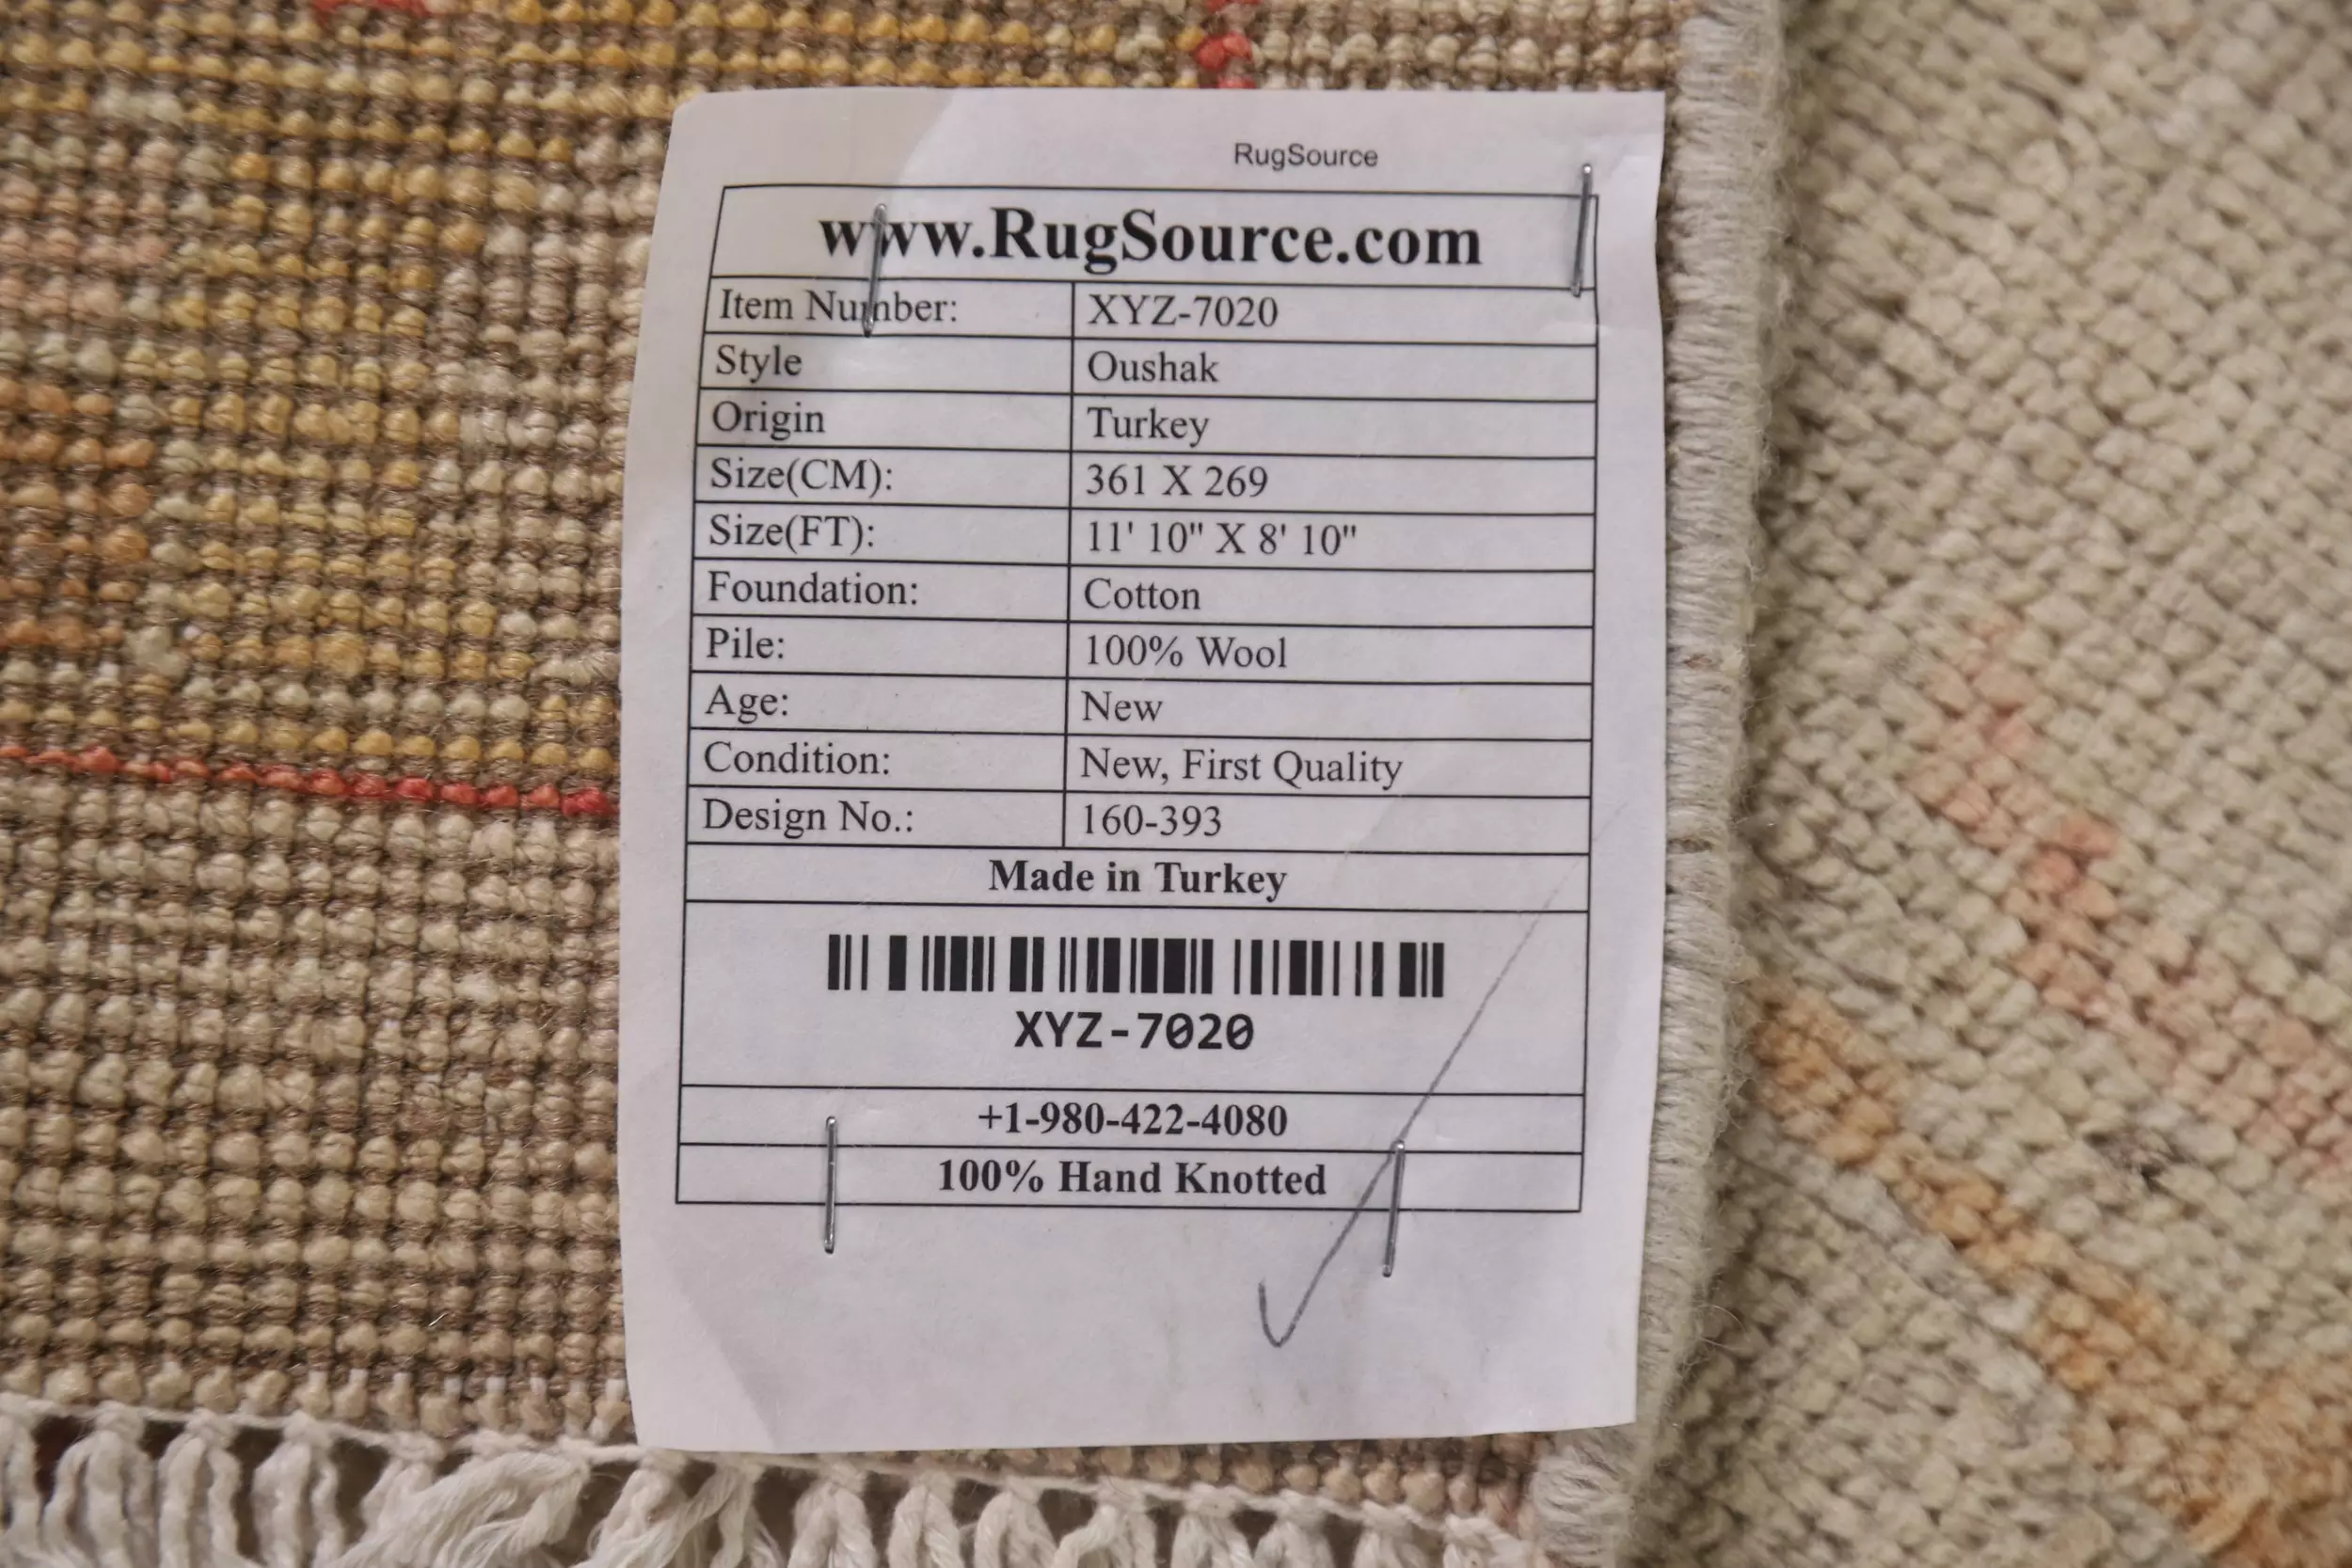 RugSource
www.RugSource.com
Item Number: XYZ-7020
Style Oushak
Origin Turkey
Size(CM): 361 X 269
Size(FT): 11' 10" X 8' 10"
Foundation: Cotton
Pile: 100% Wool
Age: New
Condition: New, First Quality
Design No.: 160-393
Made in Turkey
XYZ-7020
+1-980-422-4080
100% Hand Knotted